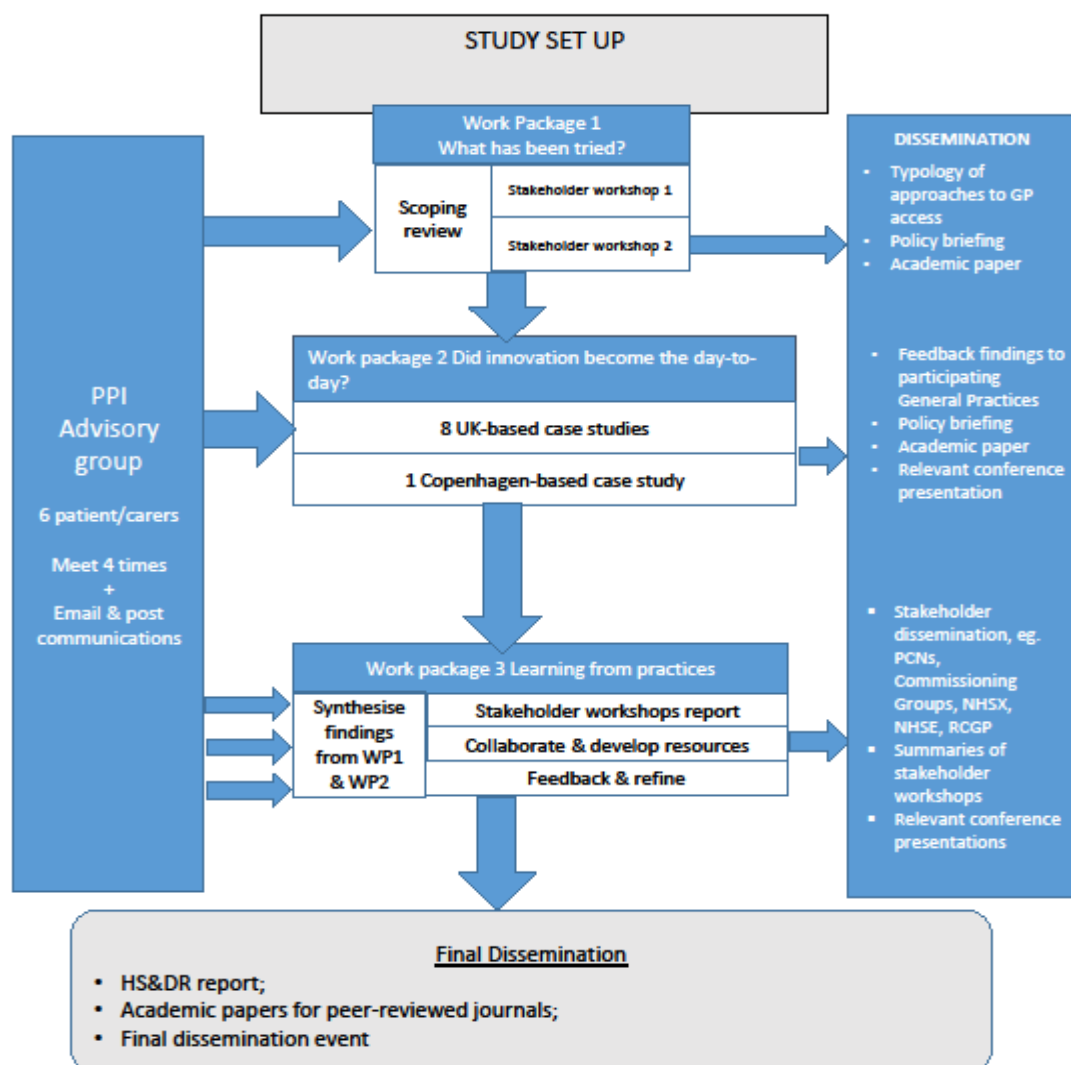 STUDY SET UP
Work Package 1
What has been tried?
Scoping
review
Stakeholder workshop 1
Stakeholder workshop 2
PPI
Advisory
group
6 patient/carers
Meet 4 times
+
Email & post
communications
Work package 2 Did innovation become the day-to-
day?
8 UK-based case studies
1 Copenhagen-based case study
Work package 3 Learning from practices
Synthesise
findings
from WP1
& WP2
Stakeholder workshops report
Collaborate & develop resources
Feedback & refine
DISSEMINATION
• Typology of
approaches to GP
access
• Policy briefing
• Academic paper
• Feedback findings to
participating
General Practices
• Policy briefing
• Academic paper
• Relevant conference
presentation
▪ Stakeholder
dissemination, eg.
PCNs,
Commissioning
Groups, NHSX,
NHSE, RCGP
▪ Summaries of
stakeholder
workshops
▪ Relevant conference
presentations
Final Dissemination
• HS&DR report;
• Academic papers for peer-reviewed journals;
• Final dissemination event